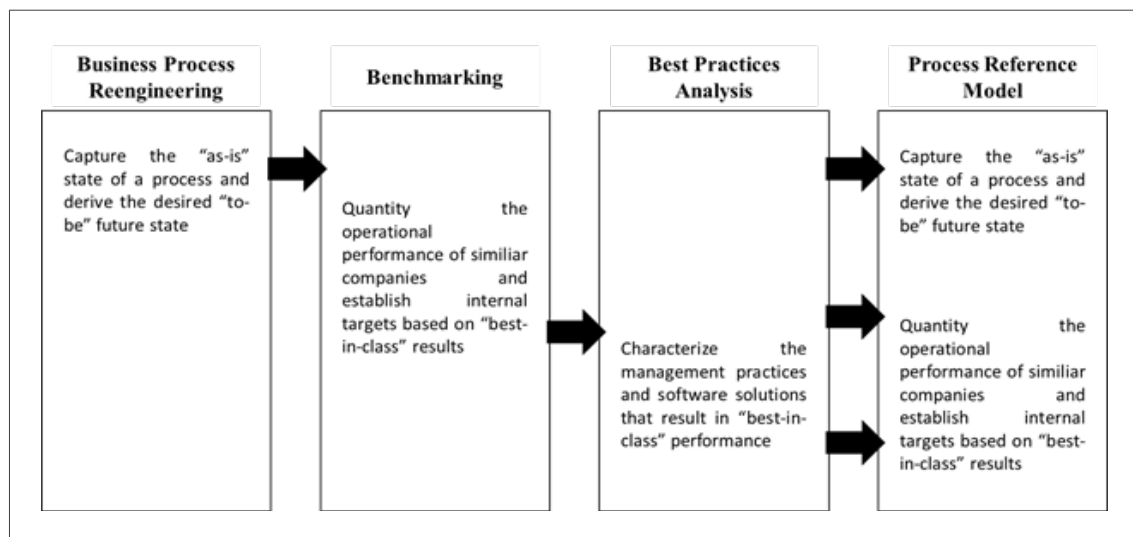 Business Process
Reengineering
Capture the “as-is”
state of a process and
derive the desired “to-
be” future state
Benchmarking
Quantity the
operational
performance of similiar
companies and
establish internal
targets based on “best-
in-class” results
Best Practices
Analysis
Characterize the
management practices
and software solutions
that result in “best-in-
class” performance
Process Reference
Model
Capture the “as-is”
state of a process and
derive the desired “to-
be” future state
Quantity the
operational
performance of similiar
companies and
establish internal
targets based on “best-
in-class” results